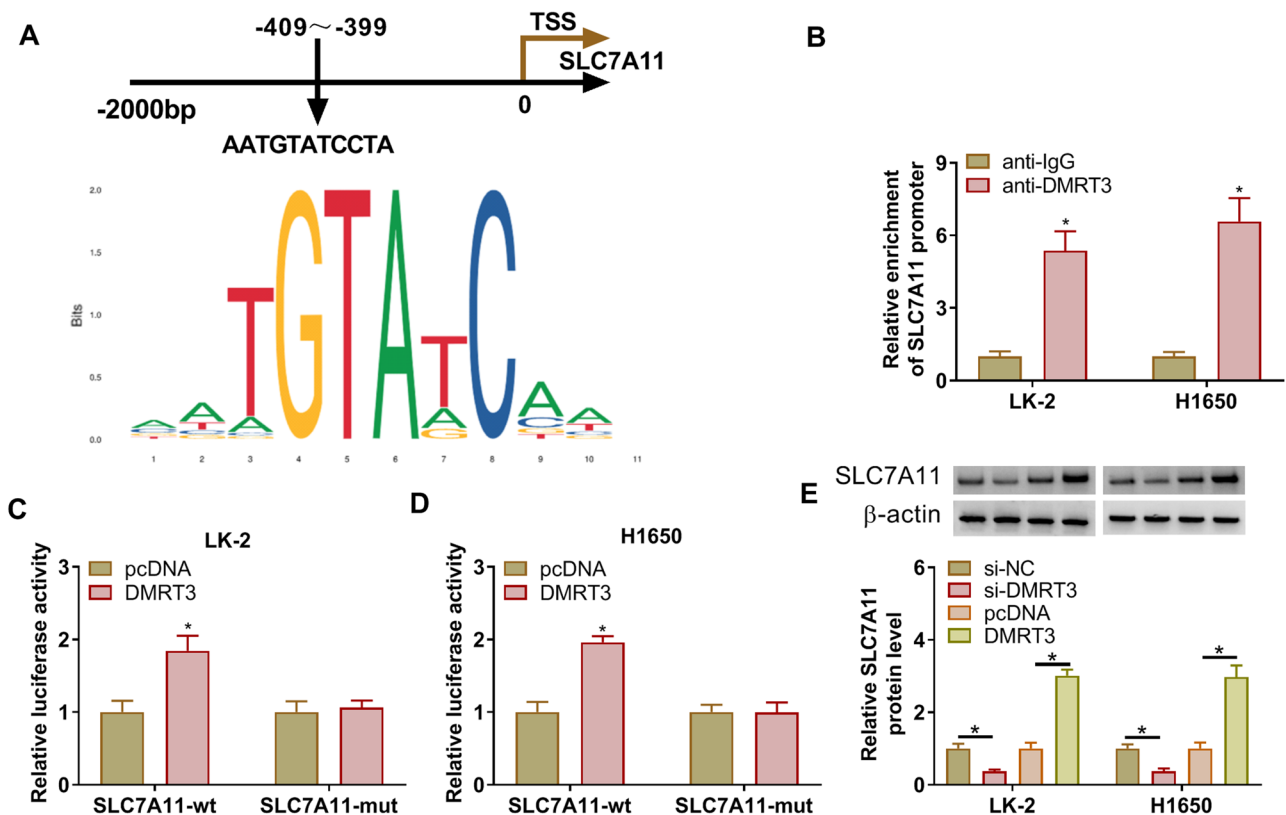 A
-409～-399
TSS
SLC7A11
-2000bp
0
AATGTATCCTA
2.0
1.5
1.0
0.5
0.0
Bits
TGTATCAA
1 2 3 4 5 6 7 8 9 10 11
B
Relative enrichment
of SLC7A11 promoter
9
6
3
0
anti-IgG
anti-DMRT3
* *
LK-2 H1650
C
LK-2
Relative luciferase activity
3
2
1
0
pcDNA
DMRT3
*
SLC7A11-wt SLC7A11-mut
D
H1650
Relative luciferase activity
3
2
1
0
pcDNA
DMRT3
*
SLC7A11-wt SLC7A11-mut
E
SLC7A11
β-actin
Relative SLC7A11
protein level
6
4
2
0
si-NC
si-DMRT3
pcDNA
DMRT3
* * * *
LK-2 H1650